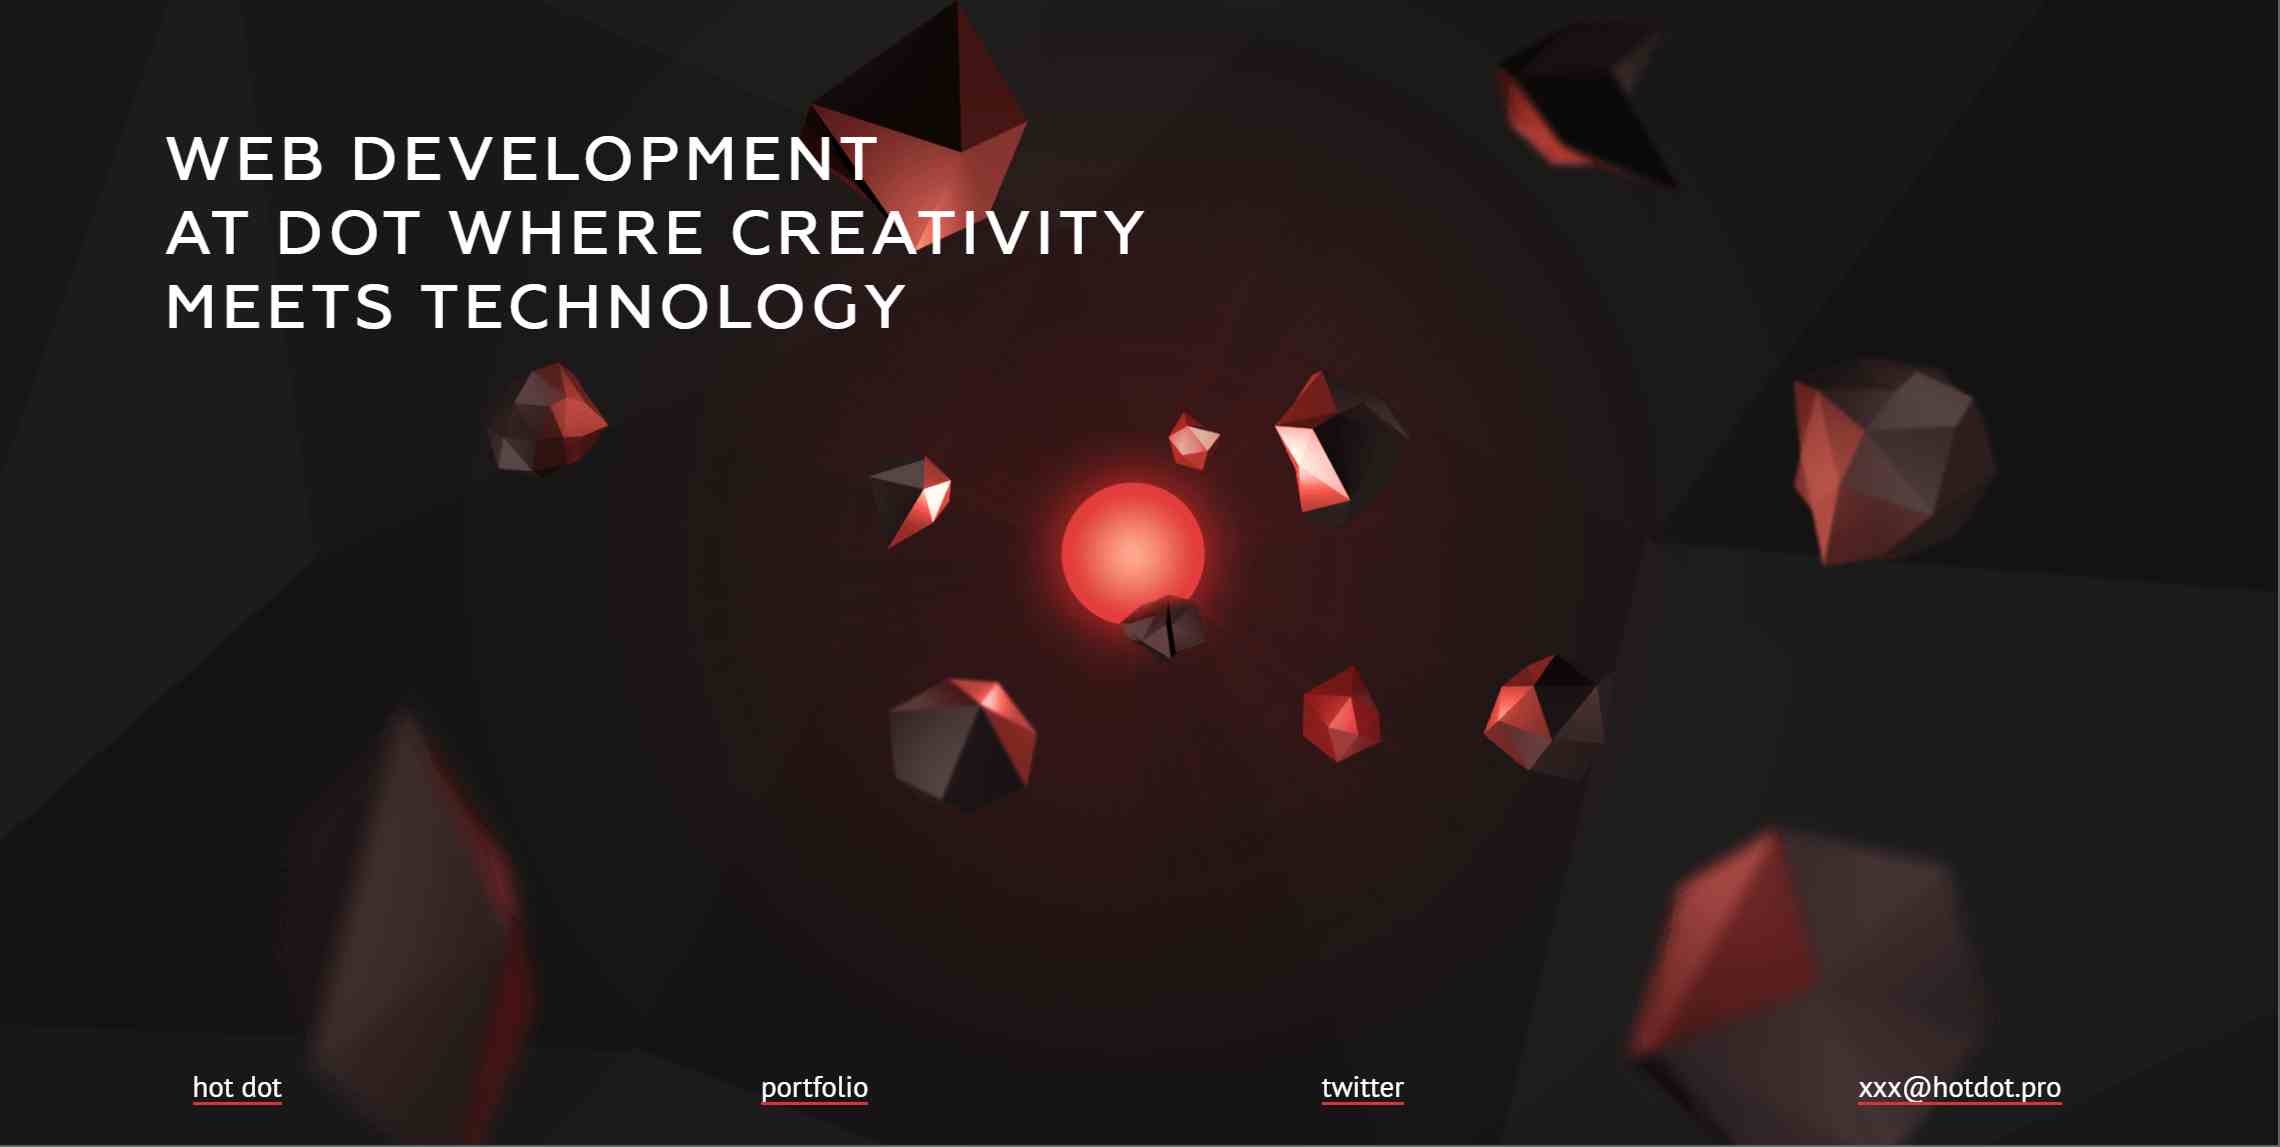 WEB DEVELOPMENT
AT DOT WHERE CREATIVITY
MEETS TECHNOLOGY
hot dot
portfolio
twitter
xxx@hotdot.pro